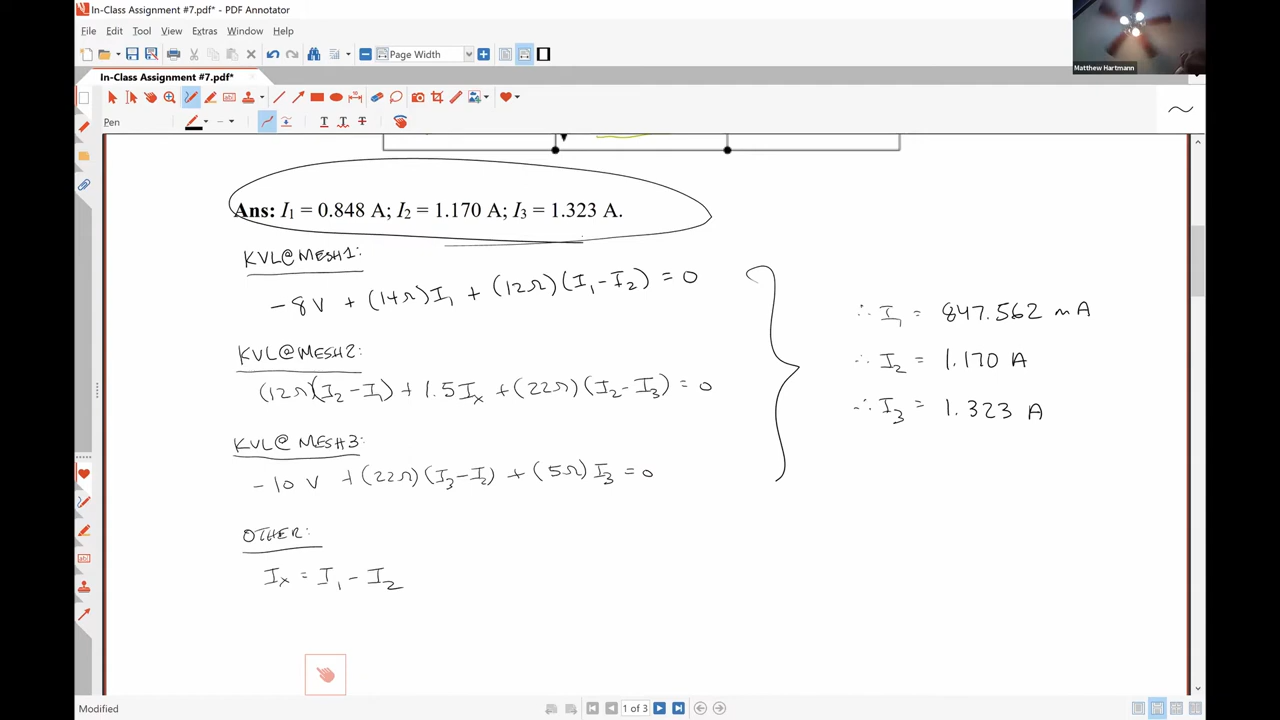 In-Class Assignment #7.pdf* - PDF Annotator
File Edit Tool View Extras Window Help
Page Width
Matthew Hartmann
In-Class Assignment #7.pdf*
Pen
Ans: I1 = 0.848 A; I2 = 1.170 A; I3 = 1.323 A.
KVL@MESH1:
-8V + (14Ω)I1 + (12Ω)(I1-I2) = 0
KVL@MESH2:
(12Ω)(I2-I1) + 1.5Ix + (22Ω)(I2-I3) = 0
KVL@MESH3:
-10 V + (22Ω)(I3-I2) + (5Ω)I3 = 0
OTHER:
Ix = I1 - I2
∴ I1 = 847.562 mA
∴ I2 = 1.170 A
∴ I3 = 1.323 A
Modified
1 of 3